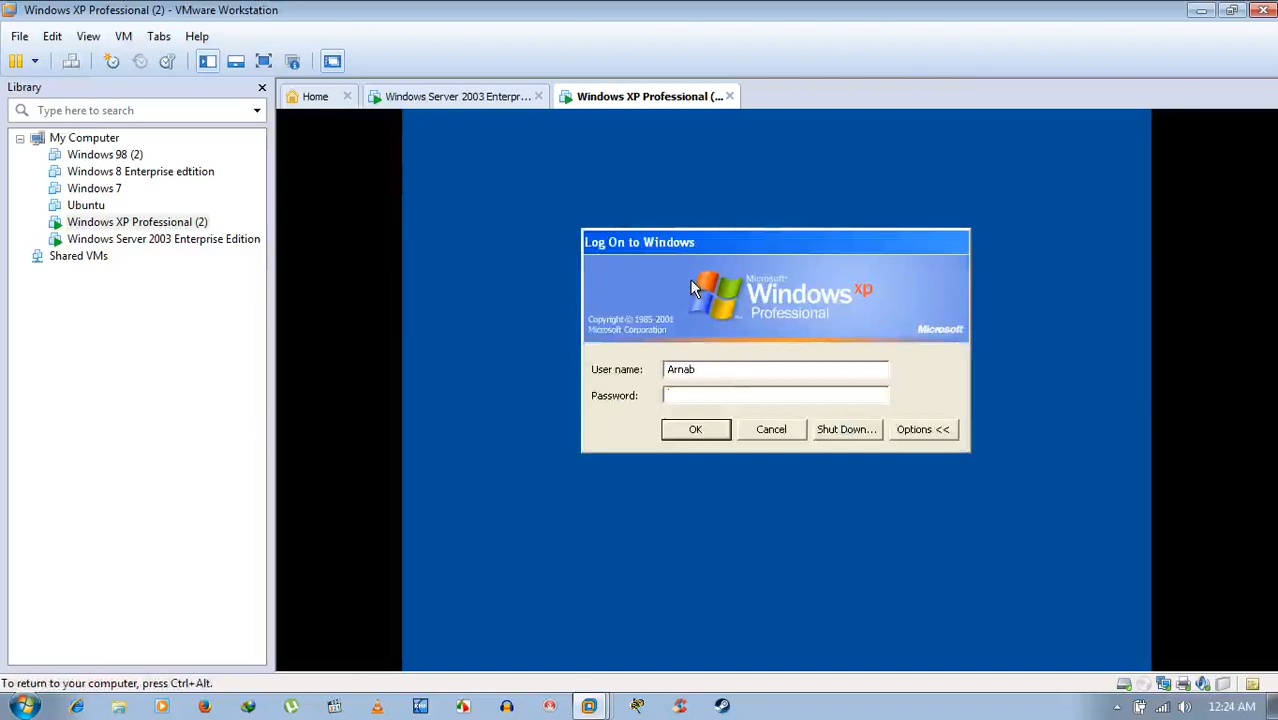 Windows XP Professional (2) - VMware Workstation
File Edit View VM Tabs Help
Library
Type here to search
My Computer
Windows 98 (2)
Windows 8 Enterprise edtition
Windows 7
Ubuntu
Windows XP Professional (2)
Windows Server 2003 Enterprise Edition
Shared VMs
Home
Windows Server 2003 Enterpr...
Windows XP Professional (...
Log On to Windows
Microsoft
Windows xp
Professional
Copyright © 1985-2001
Microsoft Corporation
Microsoft
User name: Arnab
Password:
OK Cancel Shut Down... Options <<
To return to your computer, press Ctrl+Alt.
12:24 AM